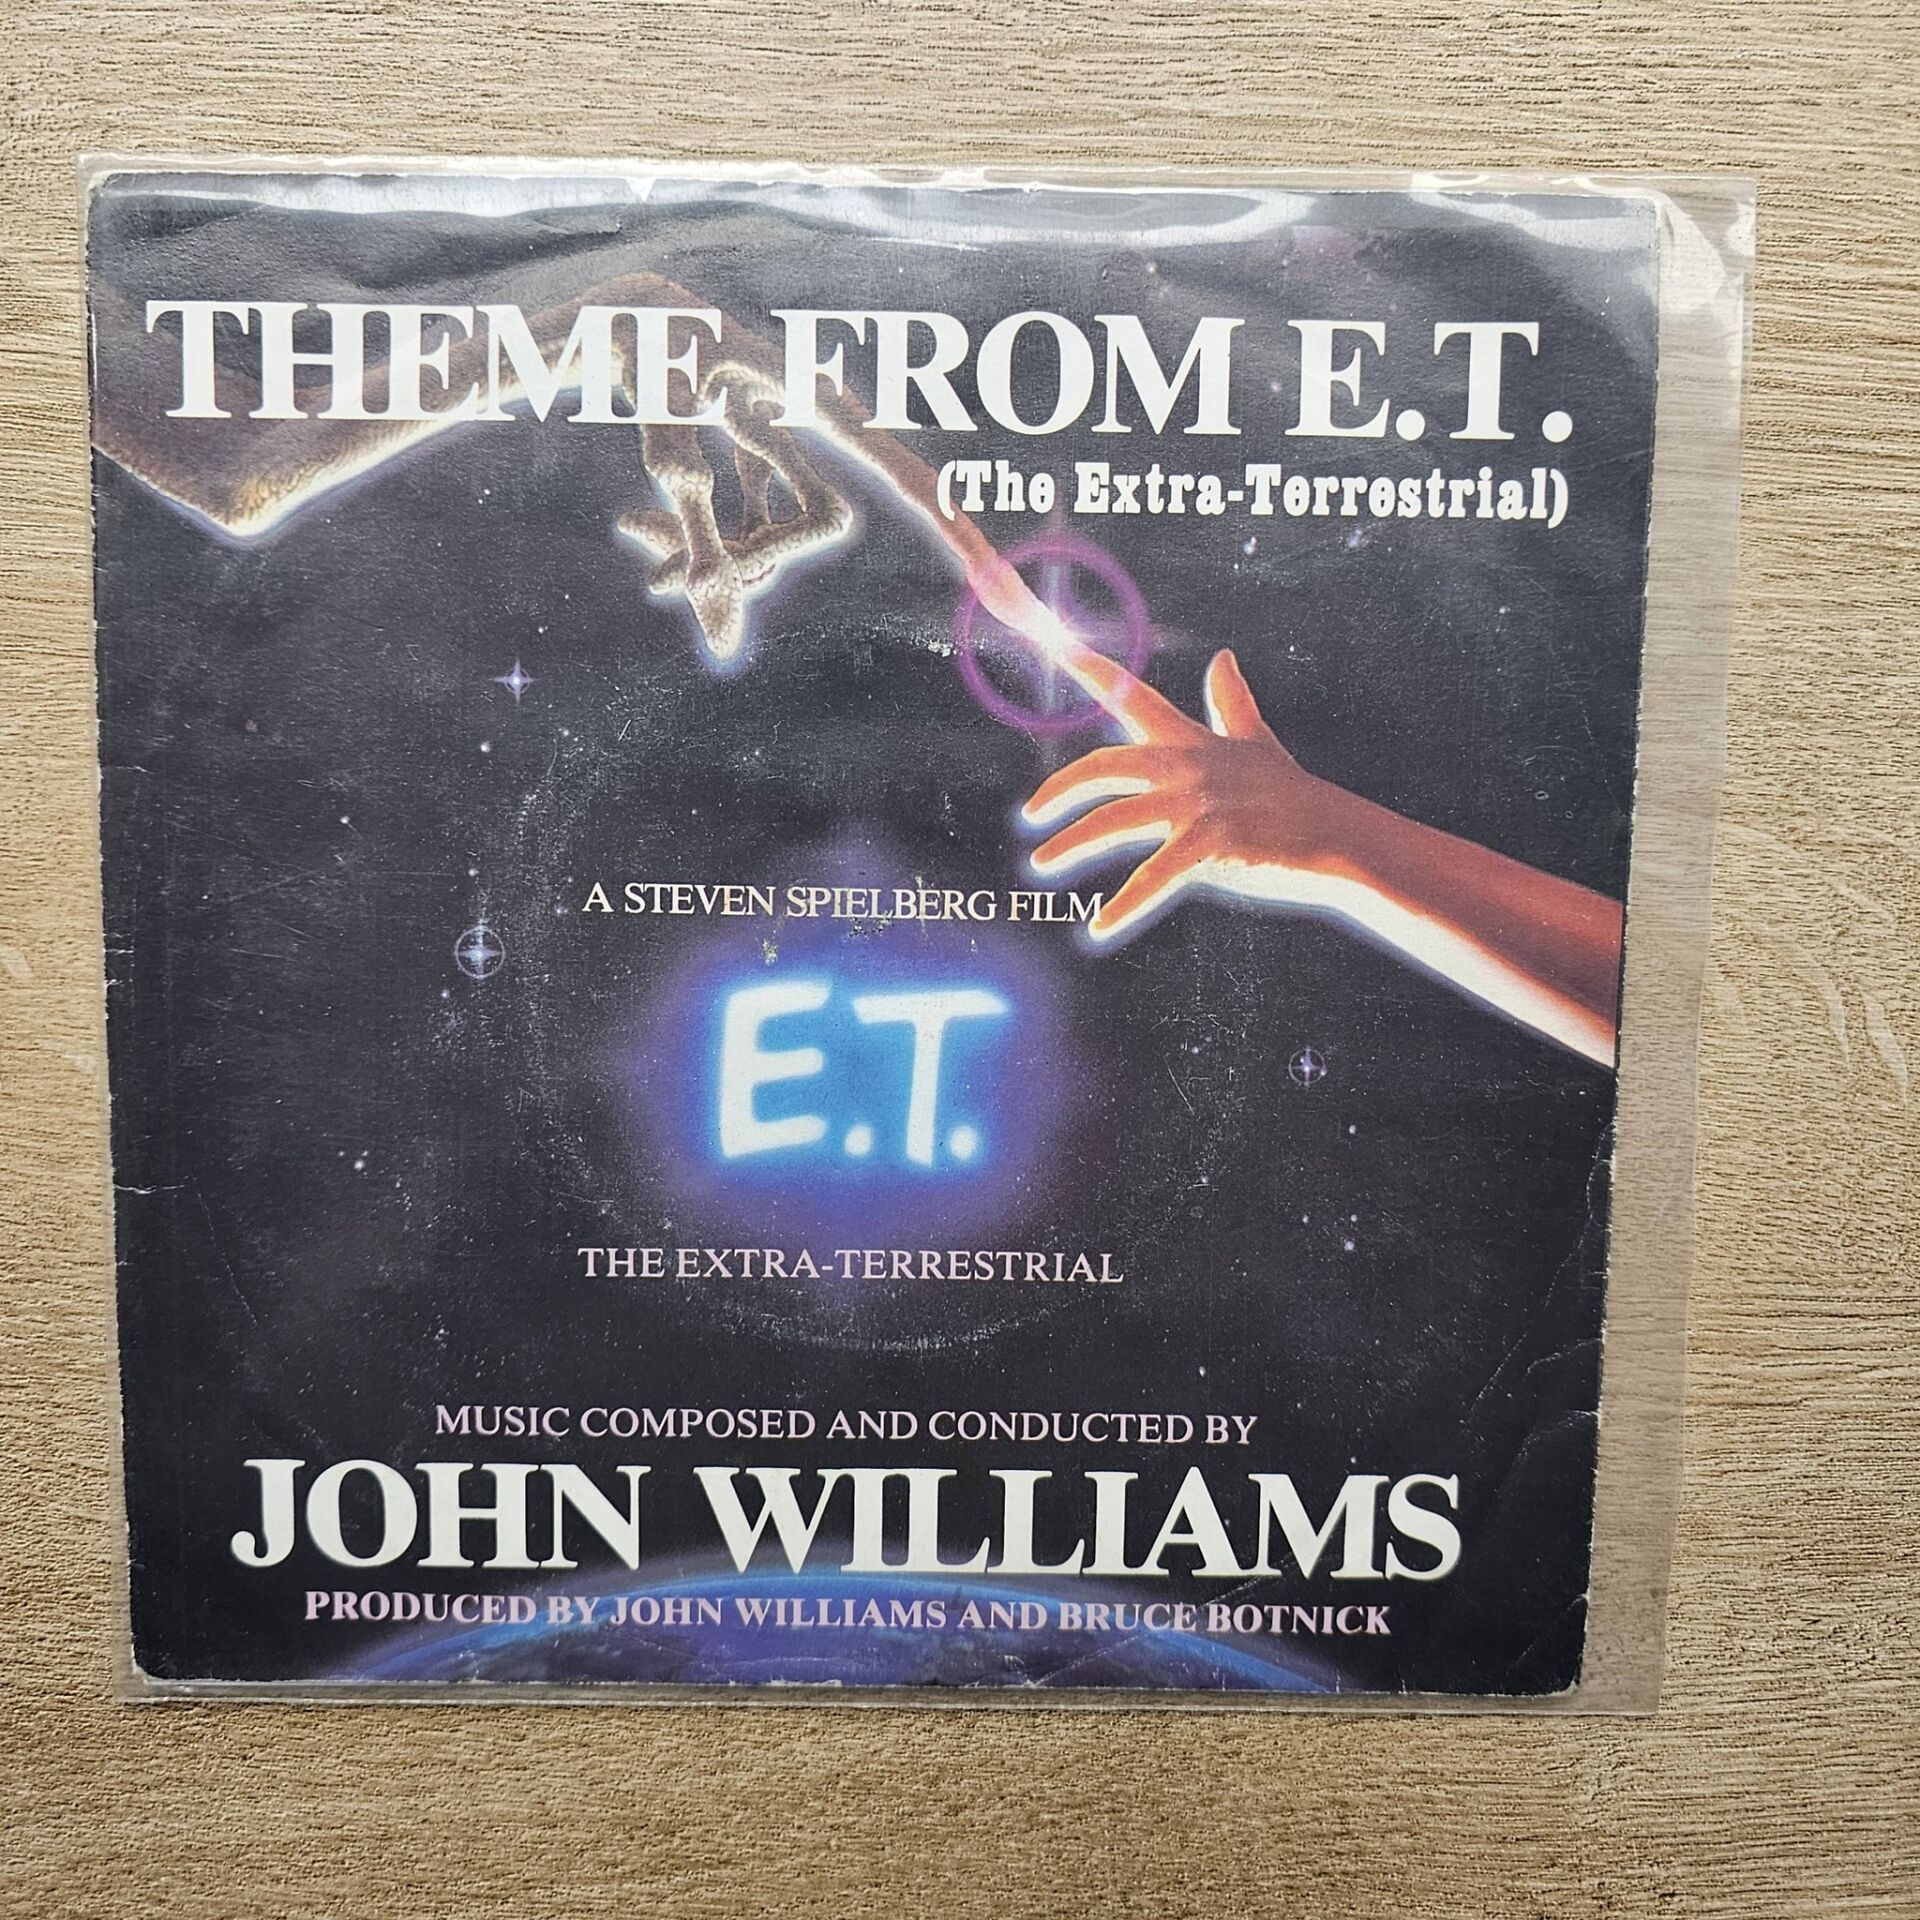 THEME FROM E.T.
(The Extra-Terrestrial)
A STEVEN SPIELBERG FILM
E.T.
THE EXTRA-TERRESTRIAL
MUSIC COMPOSED AND CONDUCTED BY
JOHN WILLIAMS
PRODUCED BY JOHN WILLIAMS AND BRUCE BOTNICK